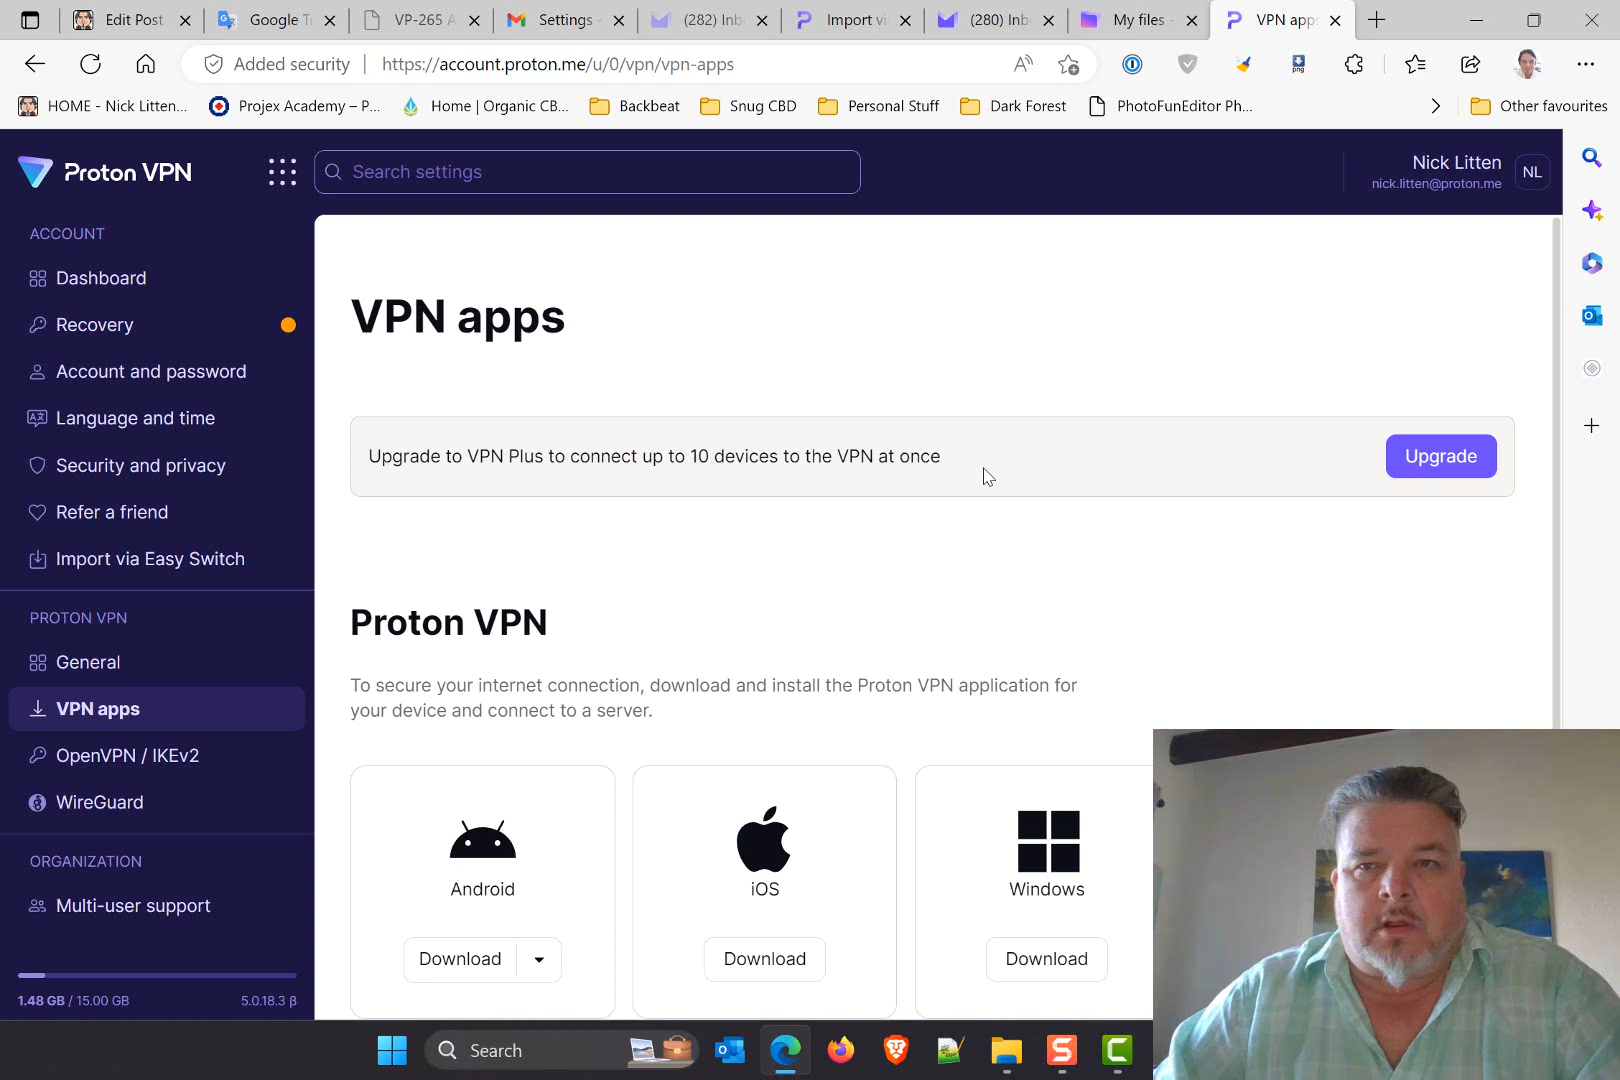 Edit Post
Google T
VP-265 A
Settings -
(282) Inb
Import vi
(280) Inb
My files -
VPN apps
Added security
https://account.proton.me/u/0/vpn/vpn-apps
HOME - Nick Litten...
Projex Academy – P...
Home | Organic CB...
Backbeat
Snug CBD
Personal Stuff
Dark Forest
PhotoFunEditor Ph...
Other favourites
Proton VPN
Search settings
Nick Litten
nick.litten@proton.me
NL
ACCOUNT
Dashboard
Recovery
Account and password
Language and time
Security and privacy
Refer a friend
Import via Easy Switch
PROTON VPN
General
VPN apps
OpenVPN / IKEv2
WireGuard
ORGANIZATION
Multi-user support
1.48 GB / 15.00 GB
5.0.18.3 β
VPN apps
Upgrade to VPN Plus to connect up to 10 devices to the VPN at once
Upgrade
Proton VPN
To secure your internet connection, download and install the Proton VPN application for
your device and connect to a server.
Android
Download
iOS
Download
Windows
Download
Search